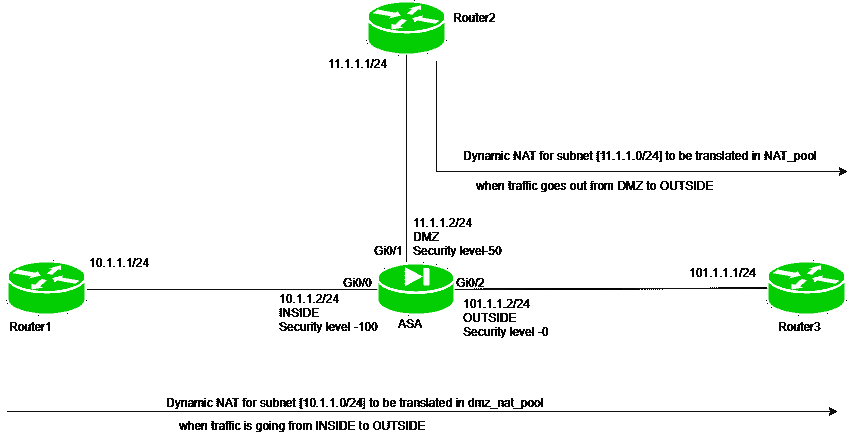 Router2
11.1.1.1/24
Dynamic NAT for subnet [11.1.1.0/24] to be translated in NAT_pool
when traffic goes out from DMZ to OUTSIDE
11.1.1.2/24
DMZ
Gi0/1
Security level-50
10.1.1.1/24
Gi0/0
Gi0/2
101.1.1.1/24
10.1.1.2/24
INSIDE
Security level -100
ASA
101.1.1.2/24
OUTSIDE
Security level -0
Router1
Router3
Dynamic NAT for subnet [10.1.1.0/24] to be translated in dmz_nat_pool
when traffic is going from INSIDE to OUTSIDE